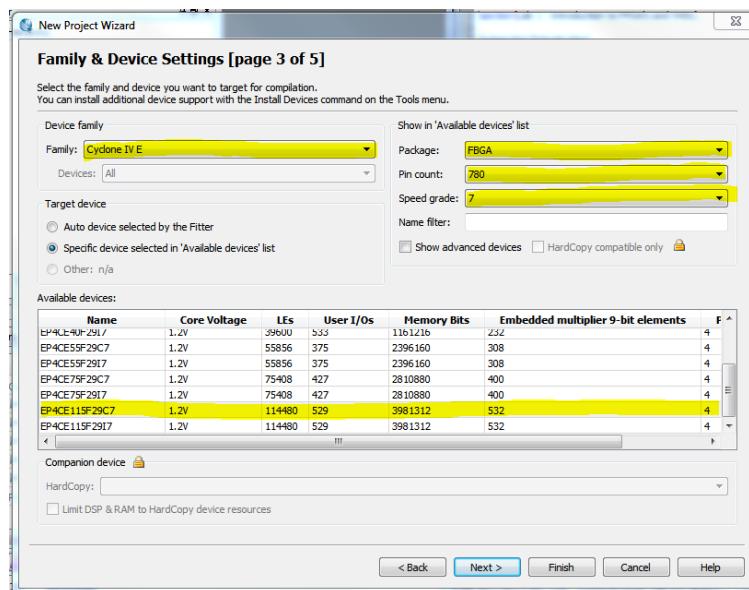 New Project Wizard
Family & Device Settings [page 3 of 5]
Select the family and device you want to target for compilation.
You can install additional device support with the Install Devices command on the Tools menu.
Device family
Family: Cyclone IV E
Devices: All
Target device
Auto device selected by the Fitter
Specific device selected in 'Available devices' list
Other: n/a
Show in 'Available devices' list
Package: FBGA
Pin count: 780
Speed grade: 7
Name filter:
Show advanced devices HardCopy compatible only
Available devices:
Name Core Voltage LEs User I/Os Memory Bits Embedded multiplier 9-bit elements
EP4CE40F29I7 1.2V 39600 533 1161216 232 4
EP4CE55F29C7 1.2V 55856 375 2396160 308 4
EP4CE55F29I7 1.2V 55856 375 2396160 308 4
EP4CE75F29C7 1.2V 75408 427 2810880 400 4
EP4CE75F29I7 1.2V 75408 427 2810880 400 4
EP4CE115F29C7 1.2V 114480 529 3981312 532 4
EP4CE115F29I7 1.2V 114480 529 3981312 532 4
Companion device
HardCopy:
Limit DSP & RAM to HardCopy device resources
< Back Next > Finish Cancel Help